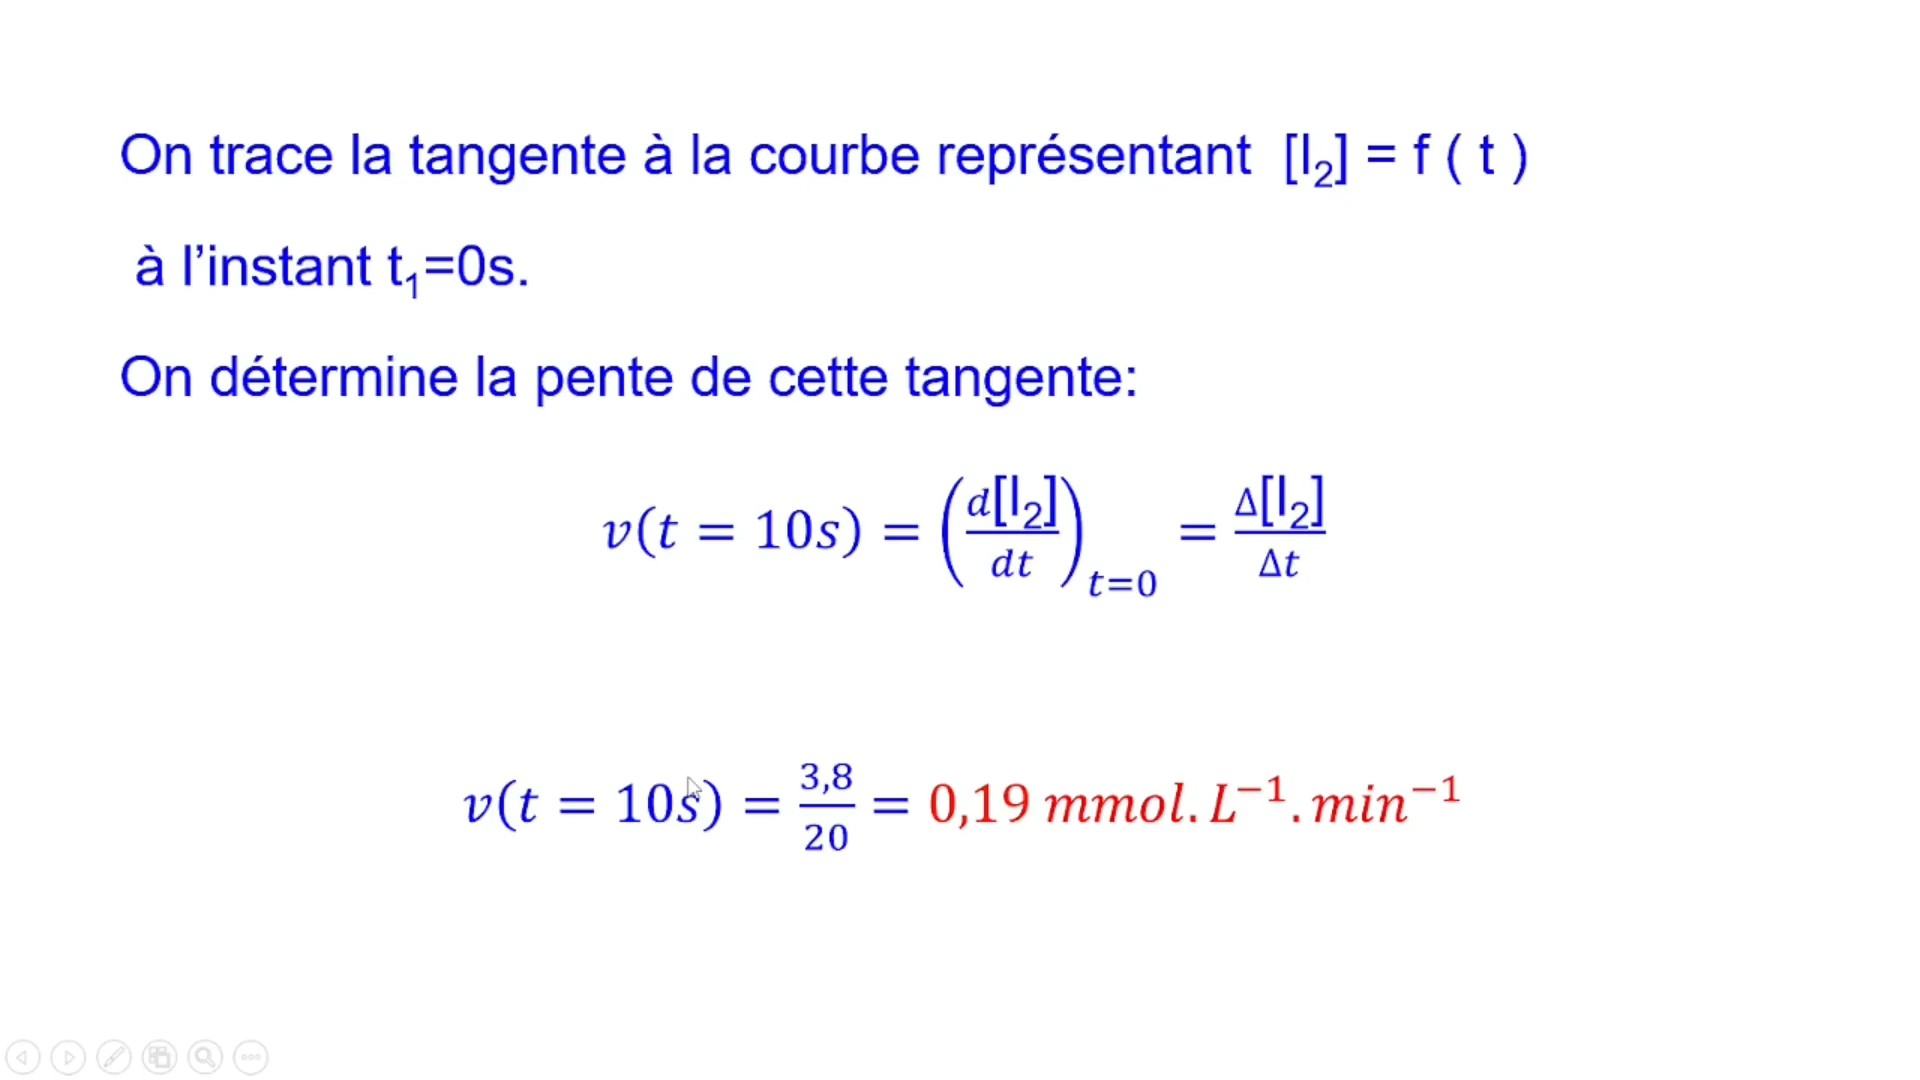 On trace la tangente à la courbe représentant [I₂] = f ( t )
à l’instant t₁=0s.
On détermine la pente de cette tangente:
v(t = 10s) = (d[I₂]/dt)ₜ₌₀ = Δ[I₂]/Δt
v(t = 10s) = 3,8/20 = 0,19 mmol. L⁻¹. min⁻¹